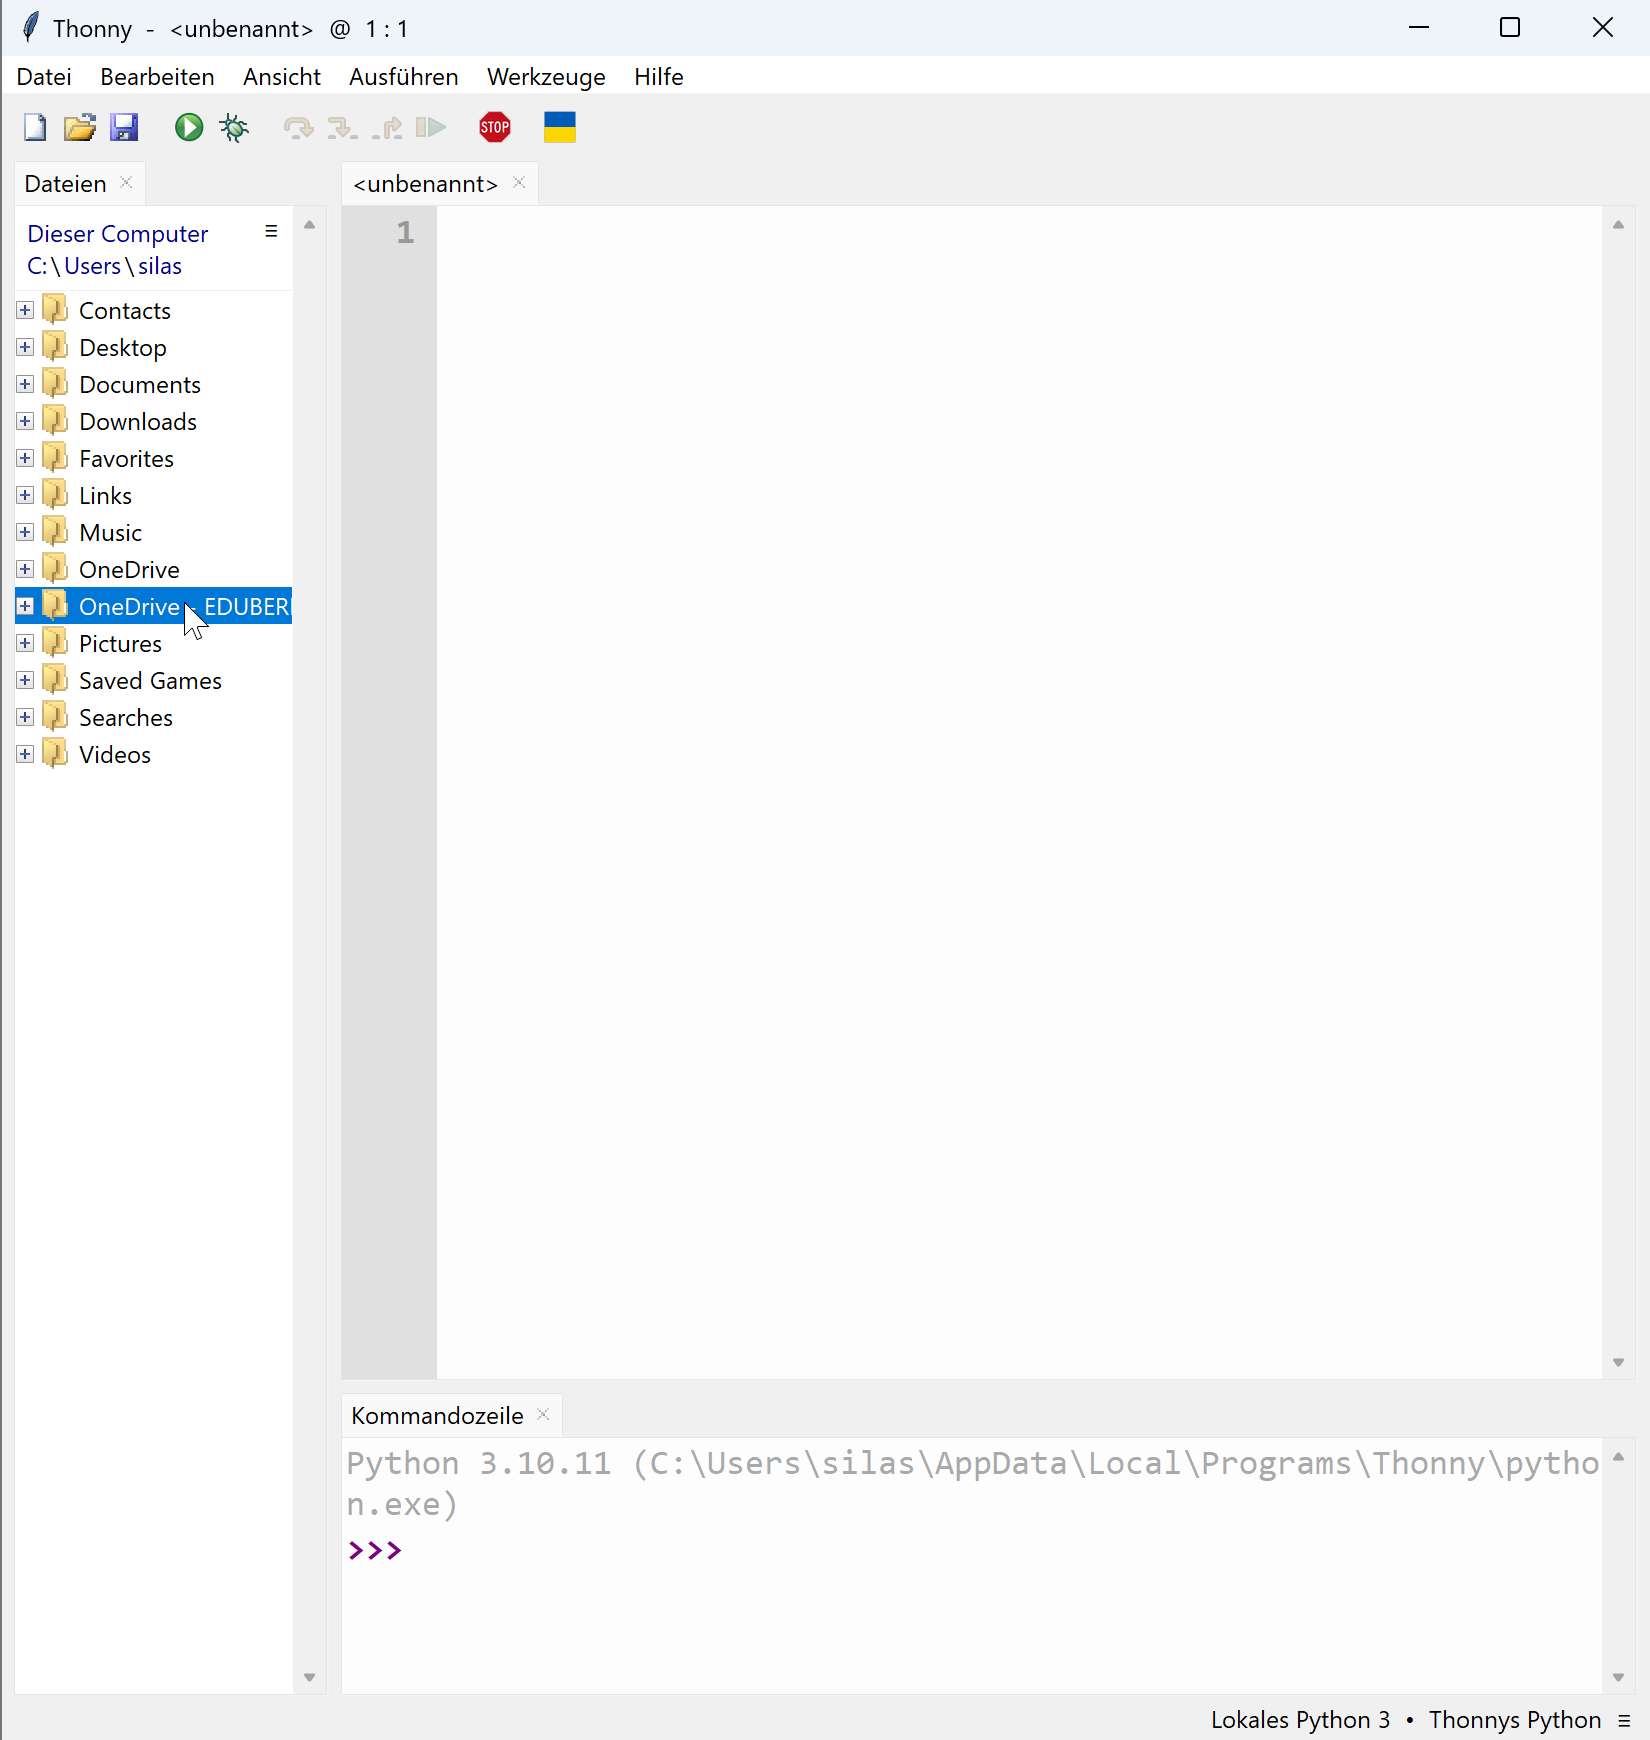 Thonny - <unbenannt> @ 1 : 1
Datei Bearbeiten Ansicht Ausführen Werkzeuge Hilfe
STOP
Dateien
Dieser Computer
C:\Users\silas
Contacts
Desktop
Documents
Downloads
Favorites
Links
Music
OneDrive
OneDrive - EDUBER
Pictures
Saved Games
Searches
Videos
<unbenannt>
1
Kommandozeile
Python 3.10.11 (C:\Users\silas\AppData\Local\Programs\Thonny\pytho
n.exe)
>>>
Lokales Python 3 • Thonnys Python ≡